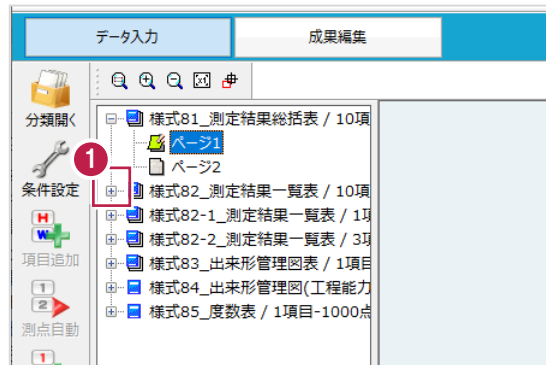 データ入力
成果編集
分類開く
条件設定
項目追加
測点自動
様式81_測定結果総括表 / 10項
ページ1
ページ2
1
様式82_測定結果一覧表 / 10項
様式82-1_測定結果一覧表 / 1項
様式82-2_測定結果一覧表 / 3項
様式83_出来形管理図表 / 1項目
様式84_出来形管理図(工程能力
様式85_度数表 / 1項目-1000点